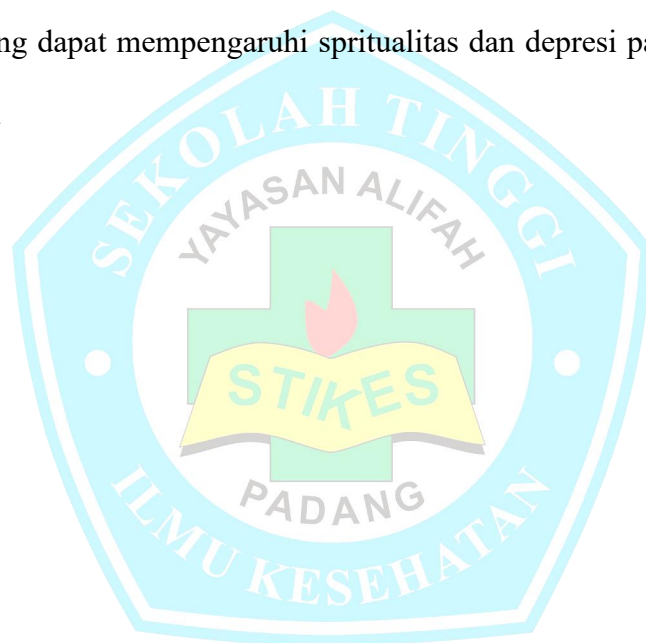 ng dapat mempengaruhi spritualitas dan depresi pa
SEKOLAH TINGGI
YAYASAN ALIFAH
STIKES
PADANG
ILMU KESEHATAN